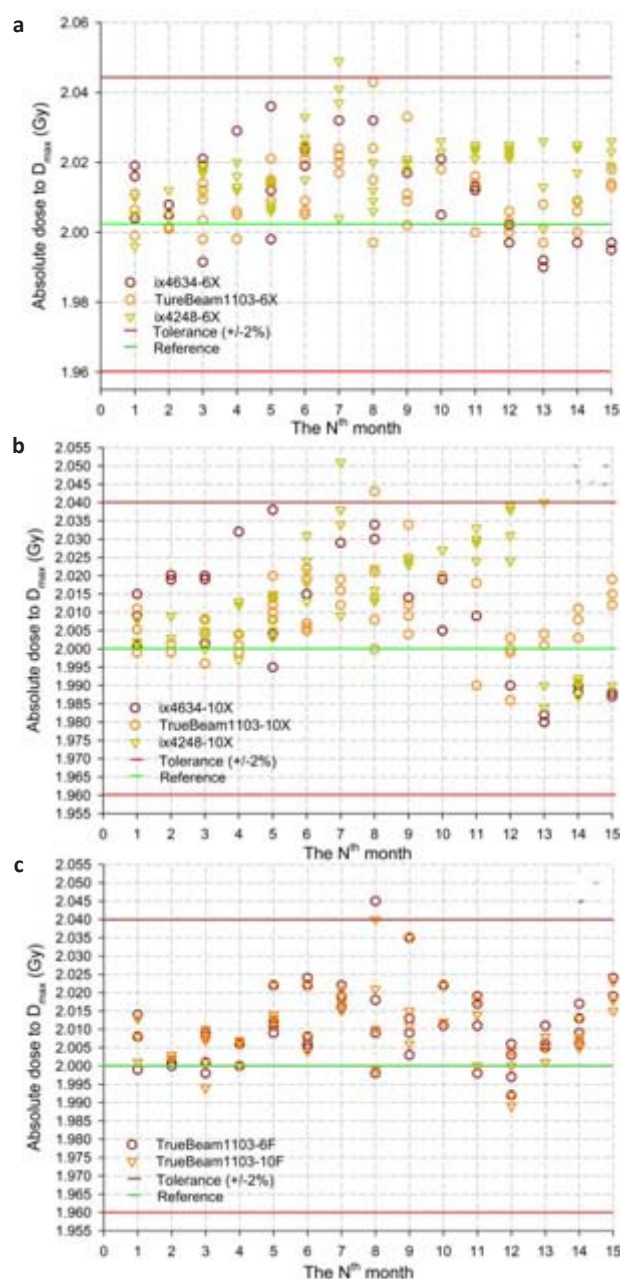 a
Absolute dose to Dmax (Gy)
2.06
2.04
2.02
2.00
1.98
1.96
ix4634-6X
TureBeam1103-6X
ix4248-6X
Tolerance (+/-2%)
Reference
0 1 2 3 4 5 6 7 8 9 10 11 12 13 14 15
The Nth month
b
Absolute dose to Dmax (Gy)
2.055
2.050
2.045
2.040
2.035
2.030
2.025
2.020
2.015
2.010
2.005
2.000
1.995
1.990
1.985
1.980
1.975
1.970
1.965
1.960
1.955
ix4634-10X
TrueBeam1103-10X
ix4248-10X
Tolerance (+/-2%)
Reference
0 1 2 3 4 5 6 7 8 9 10 11 12 13 14 15
The Nth month
c
Absolute dose to Dmax (Gy)
2.055
2.050
2.045
2.040
2.035
2.030
2.025
2.020
2.015
2.010
2.005
2.000
1.995
1.990
1.985
1.980
1.975
1.970
1.965
1.960
1.955
TrueBeam1103-6F
TrueBeam1103-10F
Tolerance (+/-2%)
Reference
0 1 2 3 4 5 6 7 8 9 10 11 12 13 14 15
The Nth month